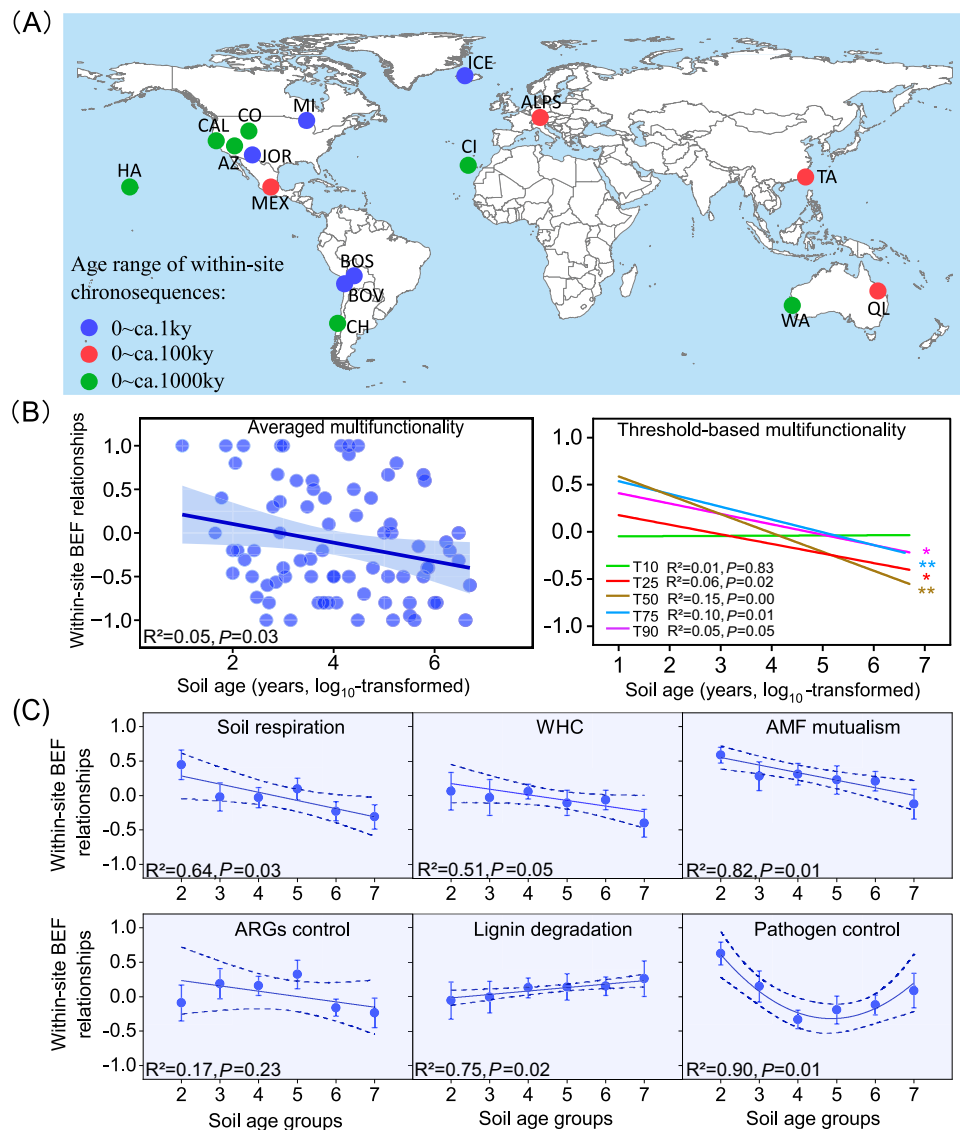 (A)
ICE
MI
ALPS
CO
CAL
AZ
JOR
CI
HA
MEX
TA
BOS
BOV
CH
WA
QL
Age range of within-site
chronosequences:
0~ca.1ky
0~ca.100ky
0~ca.1000ky
(B)
Within-site BEF relationships
1.0
0.5
0.0
−0.5
−1.0
Averaged multifunctionality
R²=0.05, P=0.03
2
4
6
Soil age (years, log10-transformed)
1.0
0.5
0.0
−0.5
−1.0
Threshold-based multifunctionality
T10 R²=0.01, P=0.83
T25 R²=0.06, P=0.02
T50 R²=0.15, P=0.00
T75 R²=0.10, P=0.01
T90 R²=0.05, P=0.05
*
**
*
**
1 2 3 4 5 6 7
Soil age (years, log10-transformed)
(C)
Within-site BEF
relationships
1.0
0.5
0.0
-0.5
-1.0
Soil respiration
R²=0.64, P=0.03
2 3 4 5 6 7
WHC
R²=0.51, P=0.05
2 3 4 5 6 7
AMF mutualism
R²=0.82, P=0.01
2 3 4 5 6 7
Within-site BEF
relationships
1.0
0.5
0.0
-0.5
-1.0
ARGs control
R²=0.17, P=0.23
2 3 4 5 6 7
Soil age groups
Lignin degradation
R²=0.75, P=0.02
2 3 4 5 6 7
Soil age groups
Pathogen control
R²=0.90, P=0.01
2 3 4 5 6 7
Soil age groups